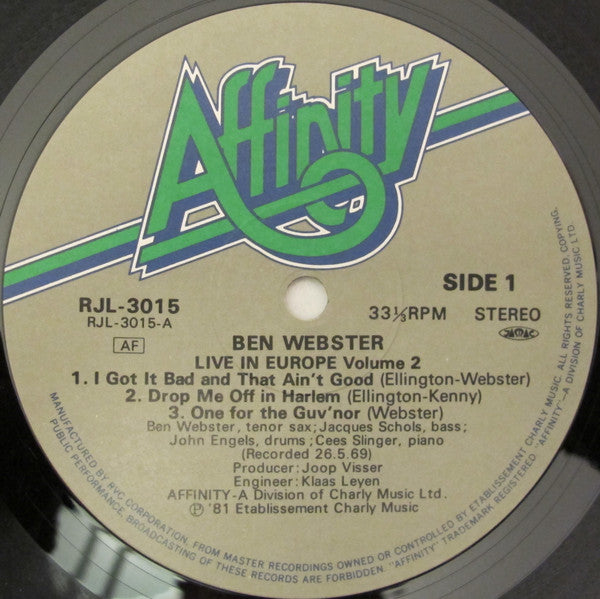 Affinity
RJL-3015
RJL-3015-A
AF
SIDE 1
33⅓RPM
STEREO
BEN WEBSTER
LIVE IN EUROPE Volume 2
1. I Got It Bad and That Ain't Good (Ellington-Webster)
2. Drop Me Off in Harlem (Ellington-Kenny)
3. One for the Guv'nor (Webster)
Ben Webster, tenor sax; Jacques Schols, bass;
John Engels, drums; Cees Slinger, piano
(Recorded 26.5.69)
Producer: Joop Visser
Engineer: Klaas Leyen
AFFINITY-A Division of Charly Music Ltd.
℗ '81 Etablissement Charly Music
MANUFACTURED BY RVC CORPORATION, FROM MASTER RECORDINGS OWNED OR CONTROLLED BY ETABLISSEMENT CHARLY MUSIC. ALL RIGHTS RESERVED. COPYING,
PUBLIC PERFORMANCE, BROADCASTING OF THESE RECORDS ARE FORBIDDEN. "AFFINITY" TRADEMARK REGISTERED "AFFINITY"-A DIVISION OF CHARLY MUSIC LTD.